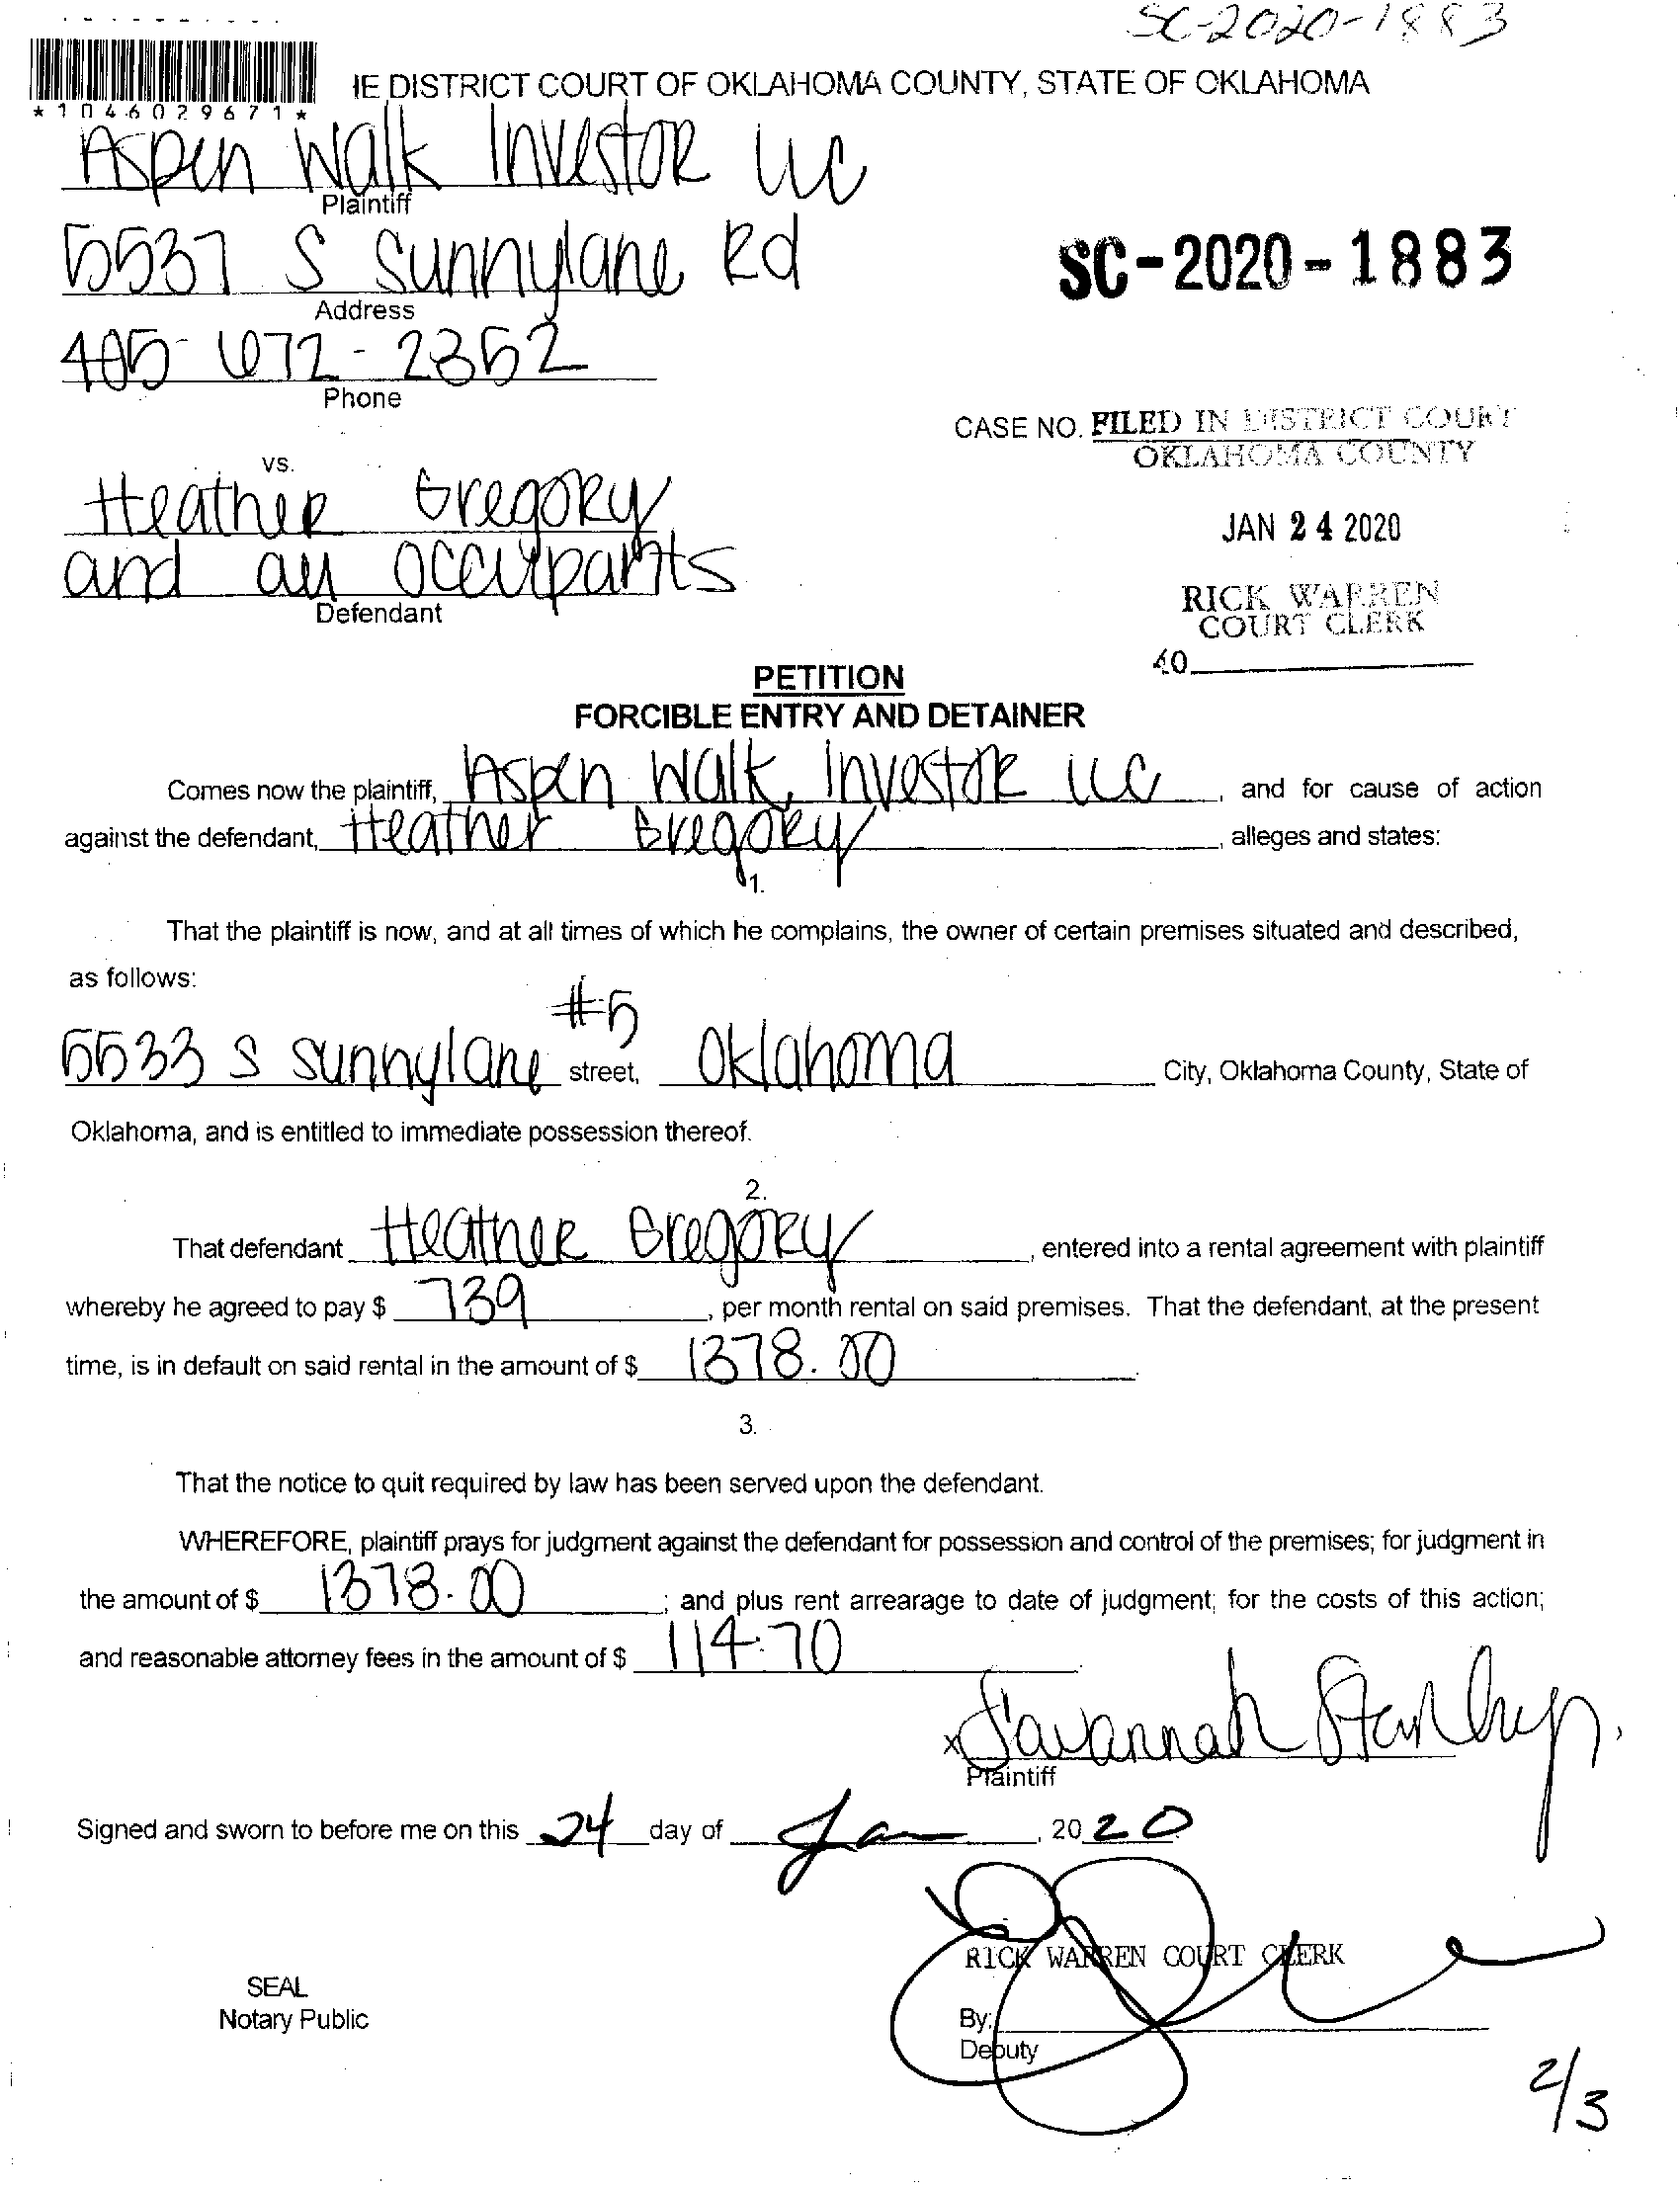 SC-2020-1883
IE DISTRICT COURT OF OKLAHOMA COUNTY, STATE OF OKLAHOMA
*1046029671*
Aspen Walk Investor LLC
Plaintiff
5537 S Sunnylane Rd
SC-2020-1883
Address
405-672-2352
Phone
CASE NO. FILED IN DISTRICT COURT
OKLAHOMA COUNTY
vs.
Heather Gregory
JAN 24 2020
and all occupants
Defendant
RICK WARREN
COURT CLERK
40
PETITION
FORCIBLE ENTRY AND DETAINER
Comes now the plaintiff, Aspen Walk Investor LLC, and for cause of action
against the defendant, Heather Gregory, alleges and states:
1.
That the plaintiff is now, and at all times of which he complains, the owner of certain premises situated and described,
as follows:
#5
5533 S Sunnylane street, Oklahoma City, Oklahoma County, State of
Oklahoma, and is entitled to immediate possession thereof.
2.
That defendant Heather Gregory, entered into a rental agreement with plaintiff
whereby he agreed to pay $ 739, per month rental on said premises. That the defendant, at the present
time, is in default on said rental in the amount of $ 1378.00
3.
That the notice to quit required by law has been served upon the defendant.
WHEREFORE, plaintiff prays for judgment against the defendant for possession and control of the premises; for judgment in
the amount of $ 1378.00; and plus rent arrearage to date of judgment; for the costs of this action;
and reasonable attorney fees in the amount of $ 114.70
x Savannah
Plaintiff
Signed and sworn to before me on this 24 day of Jan, 2020
RICK WARREN COURT CLERK
SEAL
Notary Public
By:
Deputy
2/3